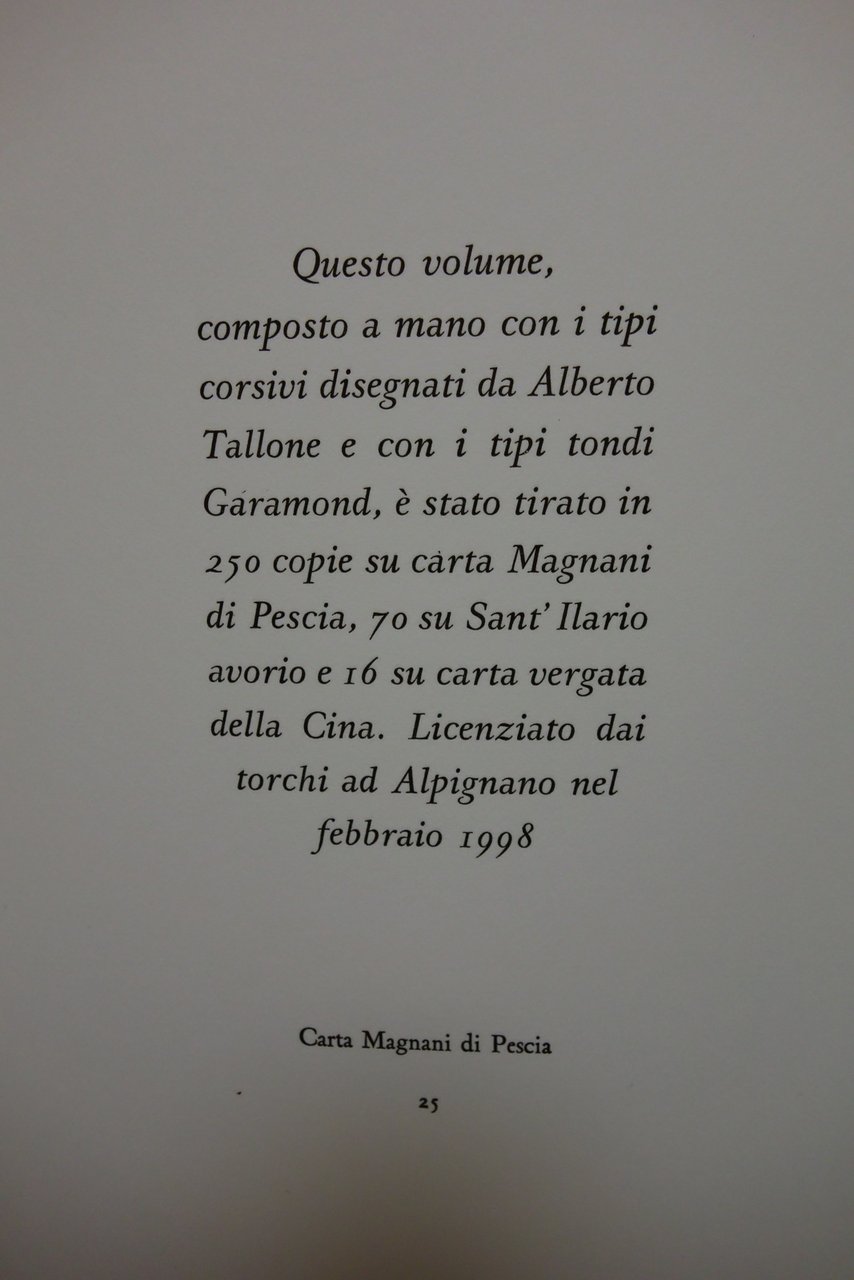 Questo volume,
composto a mano con i tipi
corsivi disegnati da Alberto
Tallone e con i tipi tondi
Garamond, è stato tirato in
250 copie su carta Magnani
di Pescia, 70 su Sant' Ilario
avorio e 16 su carta vergata
della Cina. Licenziato dai
torchi ad Alpignano nel
febbraio 1998
Carta Magnani di Pescia
25